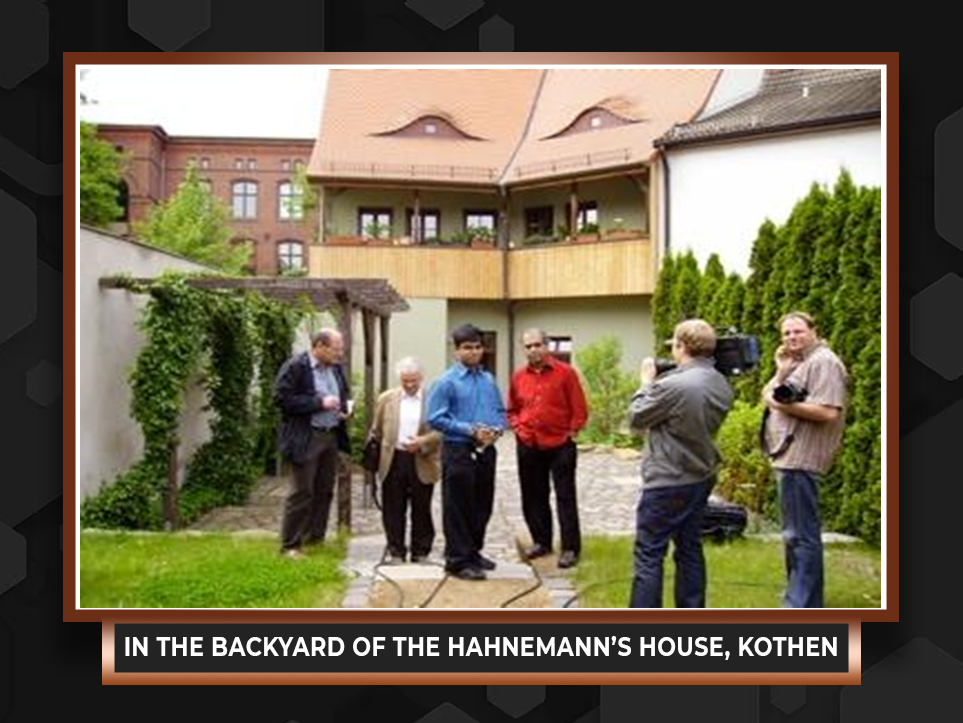 IN THE BACKYARD OF THE HAHNEMANN’S HOUSE, KOTHEN